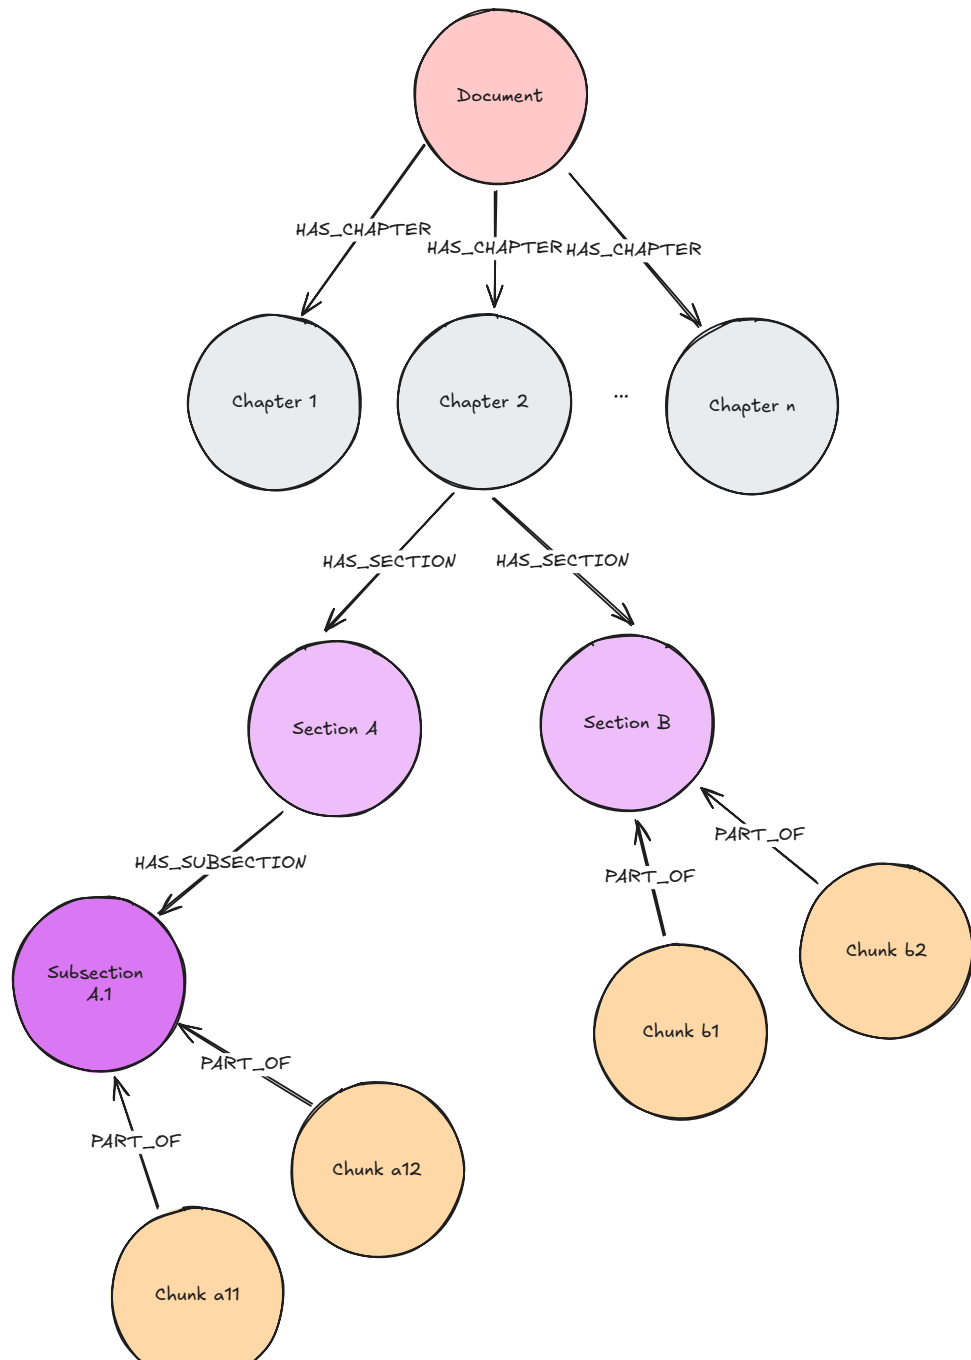 Document
HAS_CHAPTER
HAS_CHAPTER
HAS_CHAPTER
Chapter 1
Chapter 2
...
Chapter n
HAS_SECTION
HAS_SECTION
Section A
Section B
HAS_SUBSECTION
PART_OF
PART_OF
Subsection
A.1
Chunk b2
Chunk b1
PART_OF
PART_OF
Chunk a12
Chunk a11